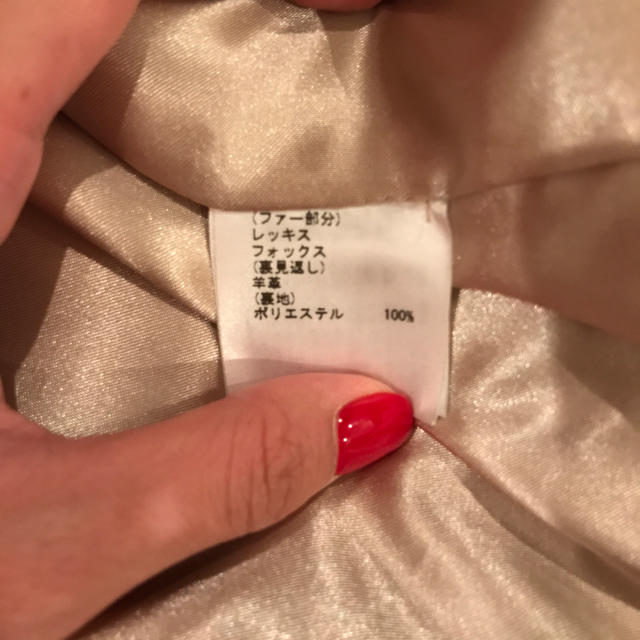 (ファー部分)
レッキス
フォックス
(裏見返し)
羊革
(裏地)
ポリエステル 100%